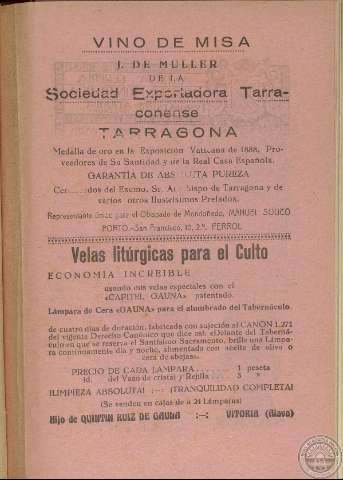 VINO DE MISA
J. DE MULLER
DE LA
Sociedad Exportadora Tarra-
conense
TARRAGONA
Medalla de oro en la Exposición Vaticana de 1888, Pro-
veedores de Su Santidad y de la Real Casa Española.
GARANTÍA DE ABSOLUTA PUREZA
Certificados del Excmo. Sr. Arzobispo de Tarragona y de
varios otros Ilustrísimos Prelados.
Representante único para el Obispado de Mondoñedo, MANUEL
PORTO.-San Francisco, 10, 2.º FERROL
Velas litúrgicas para el Culto
ECONOMÍA INCREIBLE
usando mis velas especiales con el
«CAPITEL GAUNA» patentado.
Lámpara de Cera «GAUNA» para el alumbrado del Tabernáculo.
de cuatro días de duración, fabricada con sujeción al CANON 1.271
del vigente Derecho Canónico que dice así: «Delante del Taberná-
culo en que se reserva el Santísimo Sacramento, brille una Lámpa-
ra continuamente día y noche, alimentada con aceite de olivo o
cera de abejas».
PRECIO DE CADA LAMPARA 1 peseta
Id. del Vaso de cristal y Rejilla 3 "
¡LIMPIEZA ABSOLUTA! :—: ¡TRANQUILIDAD COMPLETA!
(Se venden en cajas de a 24 Lámparas)
Hijo de QUINTIN RUIZ DE GAUNA :—: VITORIA (Alava)